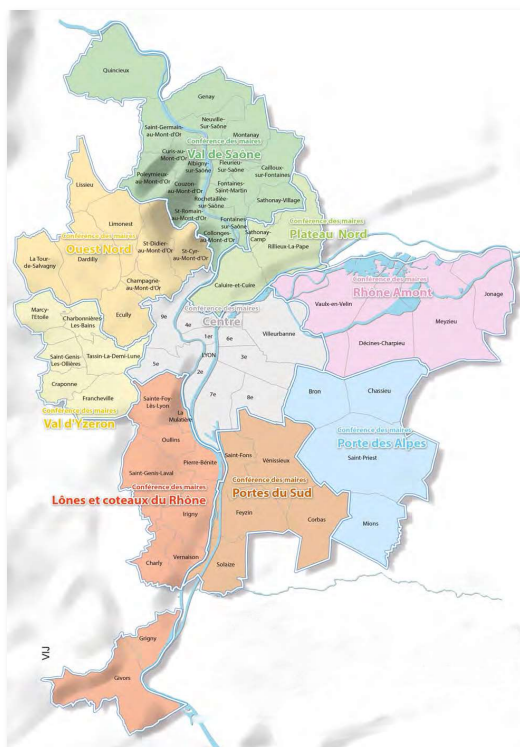 Quincieux
Genay
Neuville-
sur-Saône
Montanay
Saint-Germain-
au-Mont-d'Or
Curis-au-
Mont-d'Or
Conférence des maires
Val de Saône
Albigny
sur-Saône
Fleurieu-
sur-Saône
Poleymieux-
au-Mont-d'Or
Couzon-
au-Mont-d'Or
Fontaines-
Saint-Martin
Cailloux-
sur-Fontaines
Rochetaillée-
sur-Saône
Sathonay-Village
St-Romain-
au-Mont-d'Or
Fontaines-
sur-Saône
Collonges-
au-Mont-d'Or
Lissieu
Limonest
Conférence des maires
Ouest Nord
St-Didier-
au-Mont-d'Or
St-Cyr-
au-Mont-d'Or
La Tour-
de-Salvagny
Dardilly
Champagne-
au-Mont-d'Or
Ecully
Conférence des maires
Plateau Nord
Sathonay-
Camp
Rillieux-La-Pape
Caluire-et-Cuire
Conférence des maires
Rhône Amont
Vaulx-en-Velin
Jonage
Meyzieu
Décines-Charpieu
Conférence des maires
Centre
9e
4e
1er
6e
Villeurbanne
LYON
5e
2e
3e
7e
8e
Marcy-
l'Etoile
Charbonnières-
Les-Bains
Saint-Genis-
Les-Ollières
Tassin-La-Demi-Lune
Craponne
Francheville
Conférence des maires
Val d'Yzeron
Bron
Chassieu
Conférence des maires
Porte des Alpes
Saint-Priest
Mions
Sainte-Foy-
Lès-Lyon
La
Mulatière
Oullins
Pierre-Bénite
Saint-Genis-Laval
Conférence des maires
Lônes et coteaux du Rhône
Irigny
Vernaison
Charly
Grigny
Givors
Saint-Fons
Vénissieux
Conférence des maires
Portes du Sud
Feyzin
Corbas
Solaize
VIJ